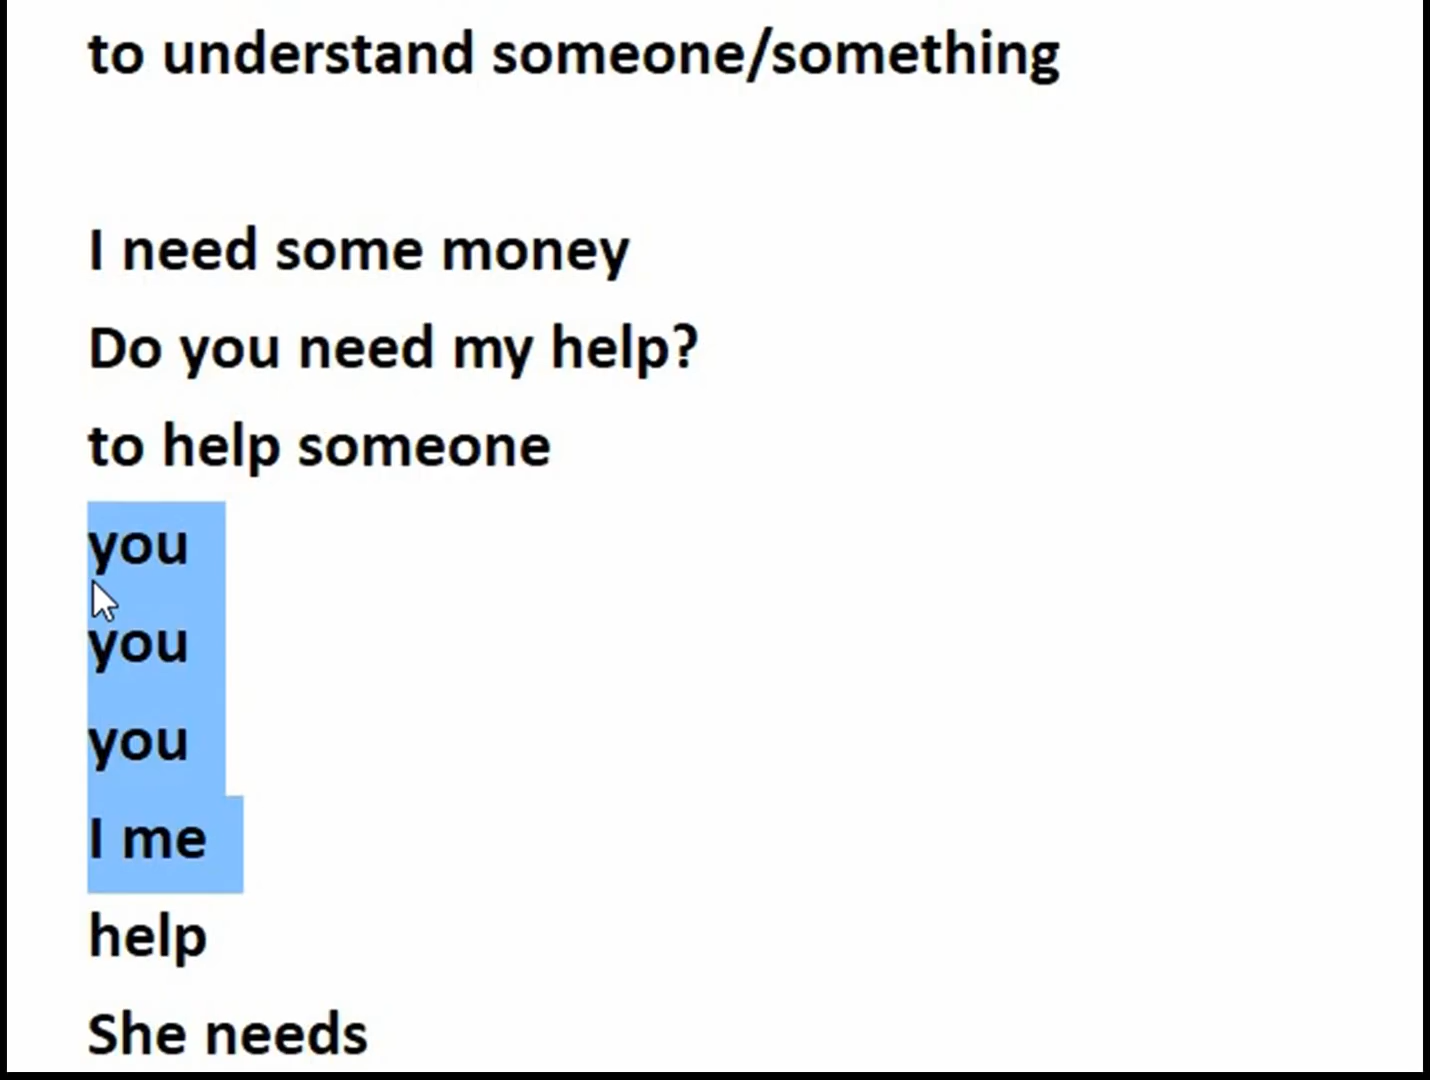 to understand someone/something
I need some money
Do you need my help?
to help someone
you
you
you
I me
help
She needs